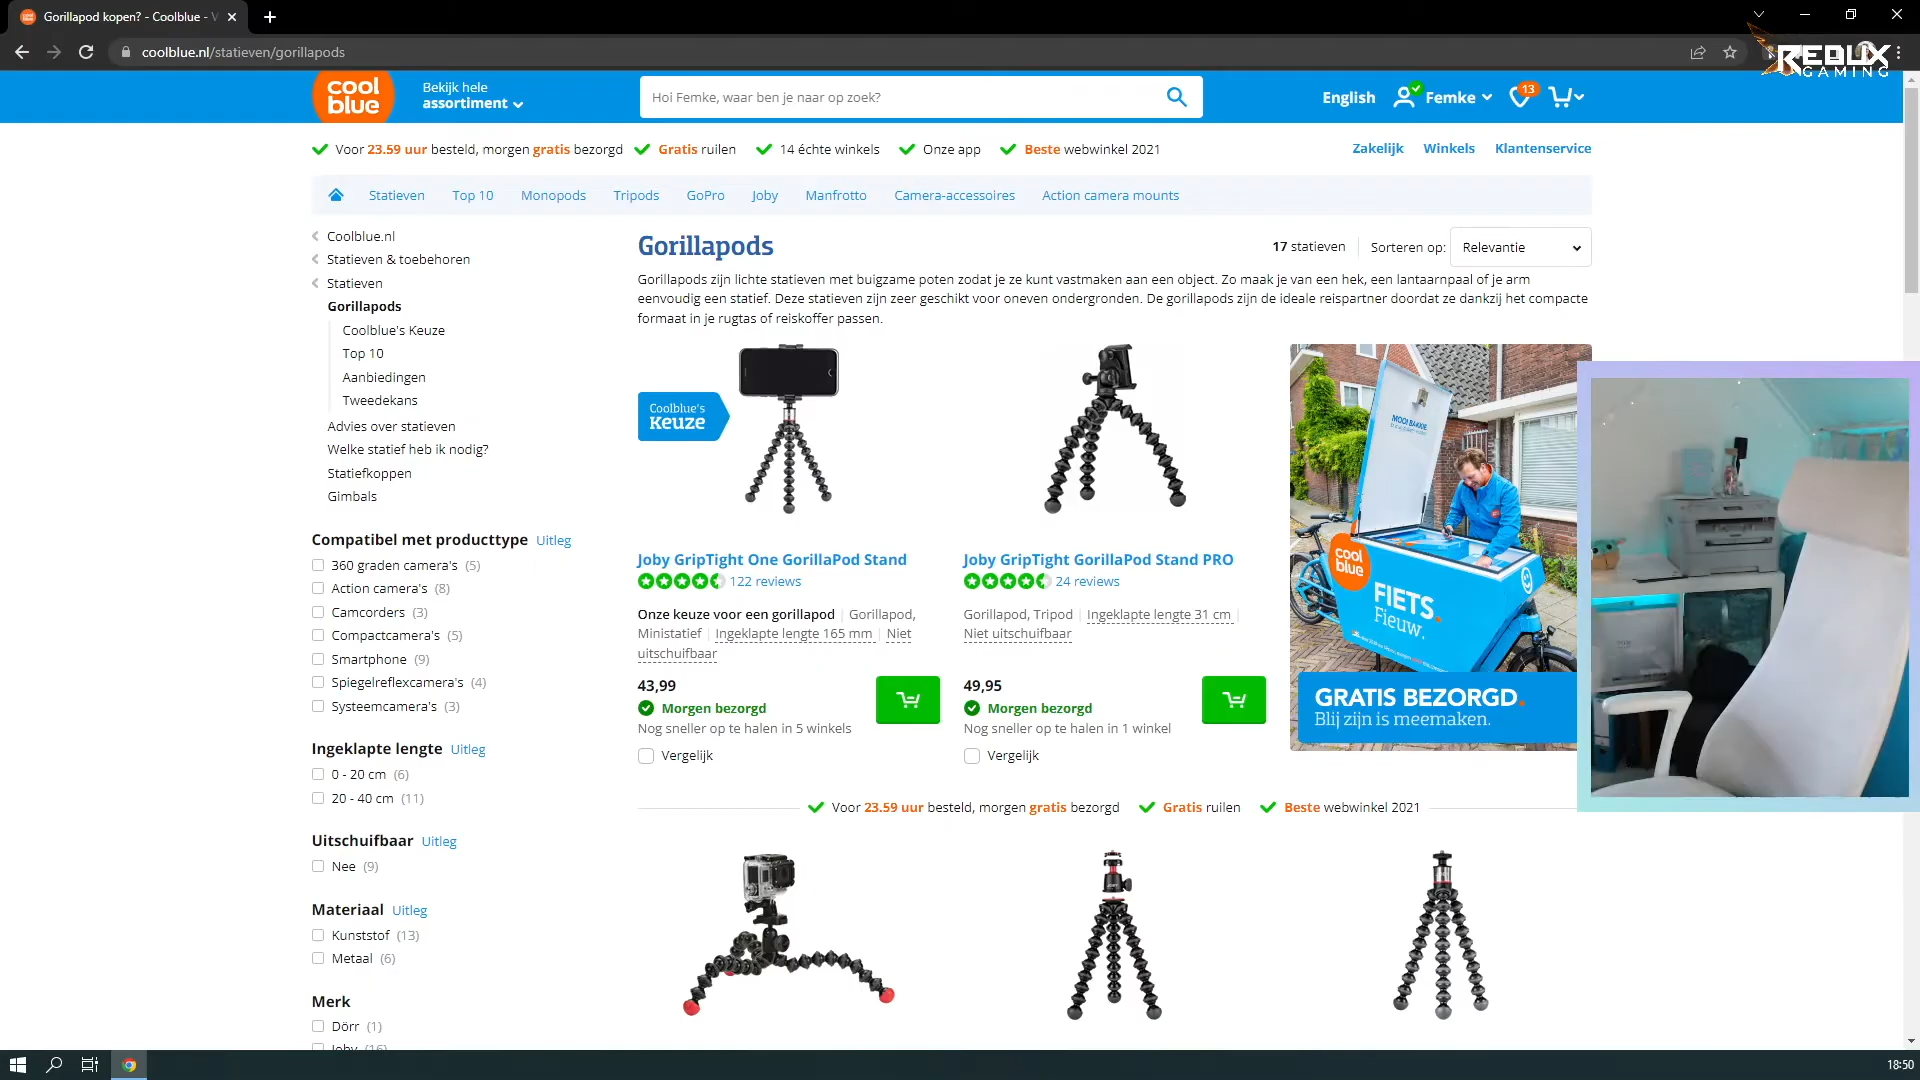 Gorillapod kopen? - Coolblue - V
coolblue.nl/statieven/gorillapods
REDUX
GAMING
cool
blue
Bekijk hele
assortiment
Hoi Femke, waar ben je naar op zoek?
English
Femke
13
Voor 23.59 uur besteld, morgen gratis bezorgd
Gratis ruilen
14 échte winkels
Onze app
Beste webwinkel 2021
Zakelijk
Winkels
Klantenservice
Statieven
Top 10
Monopods
Tripods
GoPro
Joby
Manfrotto
Camera-accessoires
Action camera mounts
Coolblue.nl
Statieven & toebehoren
Statieven
Gorillapods
Coolblue's Keuze
Top 10
Aanbiedingen
Tweedekans
Advies over statieven
Welke statief heb ik nodig?
Statiefkoppen
Gimbals
Compatibel met producttype Uitleg
360 graden camera's (5)
Action camera's (8)
Camcorders (3)
Compactcamera's (5)
Smartphone (9)
Spiegelreflexcamera's (4)
Systeemcamera's (3)
Ingeklapte lengte Uitleg
0 - 20 cm (6)
20 - 40 cm (11)
Uitschuifbaar Uitleg
Nee (9)
Materiaal Uitleg
Kunststof (13)
Metaal (6)
Merk
Dörr (1)
Joby (16)
Gorillapods
17 statieven
Sorteren op:
Relevantie
Gorillapods zijn lichte statieven met buigzame poten zodat je ze kunt vastmaken aan een object. Zo maak je van een hek, een lantaarnpaal of je arm
eenvoudig een statief. Deze statieven zijn zeer geschikt voor oneven ondergronden. De gorillapods zijn de ideale reispartner doordat ze dankzij het compacte
formaat in je rugtas of reiskoffer passen.
Coolblue's
Keuze
Joby GripTight One GorillaPod Stand
122 reviews
Onze keuze voor een gorillapod | Gorillapod,
Ministatief | Ingeklapte lengte 165 mm | Niet
uitschuifbaar
43,99
Morgen bezorgd
Nog sneller op te halen in 5 winkels
Vergelijk
Joby GripTight GorillaPod Stand PRO
24 reviews
Gorillapod, Tripod | Ingeklapte lengte 31 cm |
Niet uitschuifbaar
49,95
Morgen bezorgd
Nog sneller op te halen in 1 winkel
Vergelijk
MOOI BAKKIE
cool
blue
FIETS.
Fieuw.
GRATIS BEZORGD.
Blij zijn is meemaken.
Voor 23.59 uur besteld, morgen gratis bezorgd
Gratis ruilen
Beste webwinkel 2021
18:50